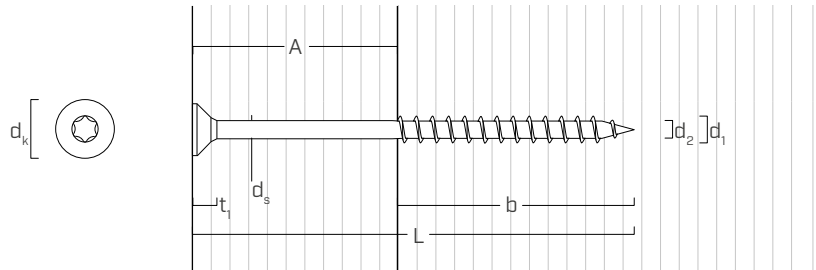 A
dₖ
d₂
d₁
dₛ
t₁
b
L